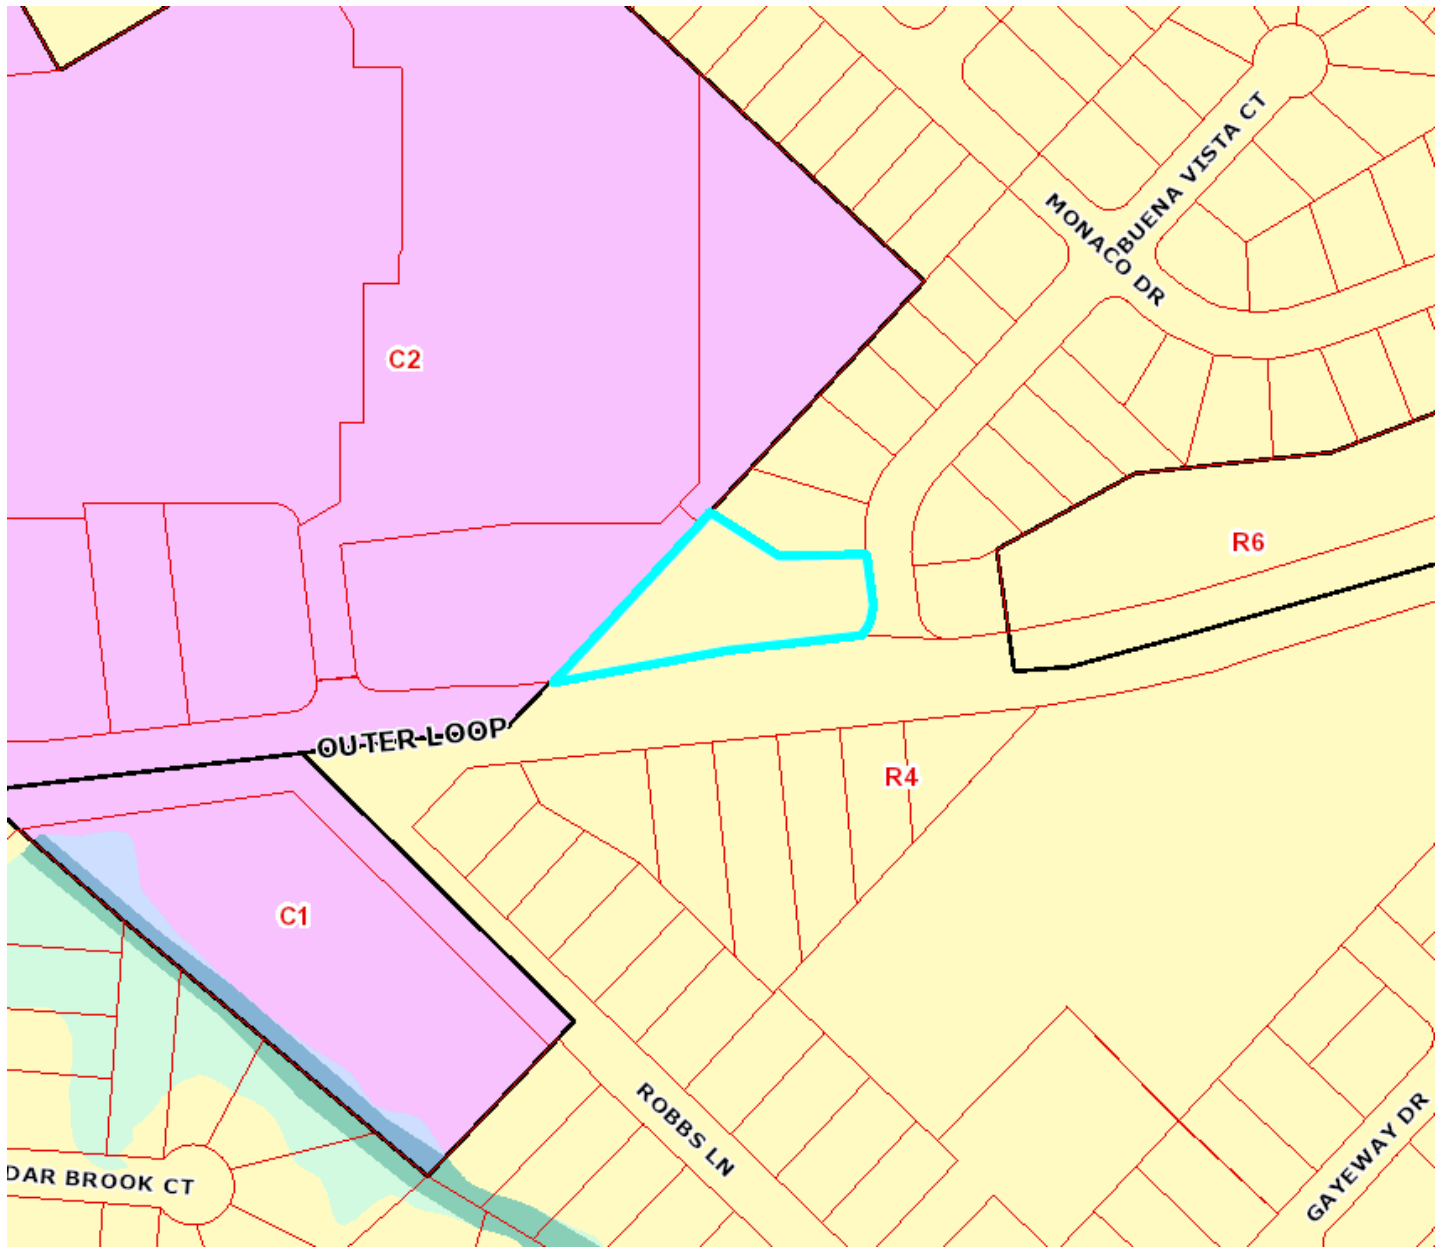 BUENA VISTA CT
MONACO DR
C2
R6
OUTER LOOP
R4
C1
ROBBS LN
GAYEWAY DR
DAR BROOK CT